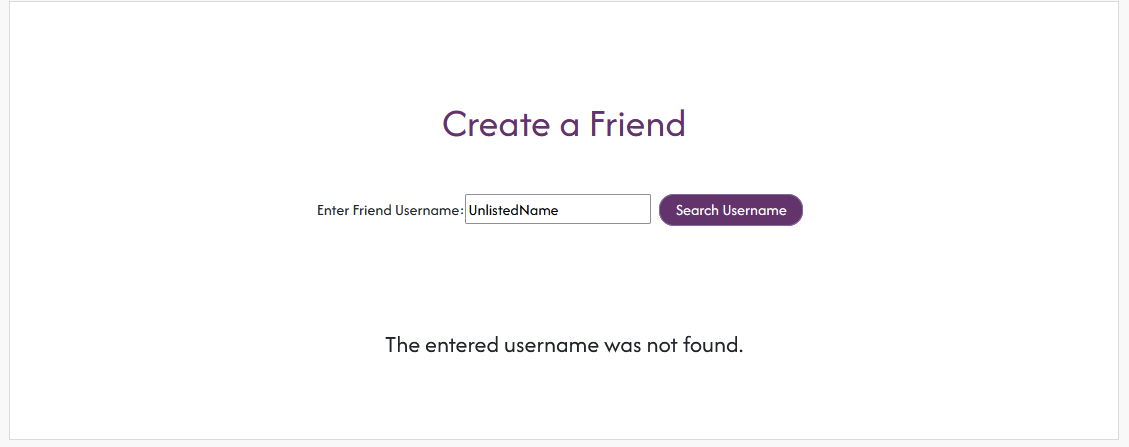 Create a Friend
Enter Friend Username: UnlistedName Search Username
The entered username was not found.